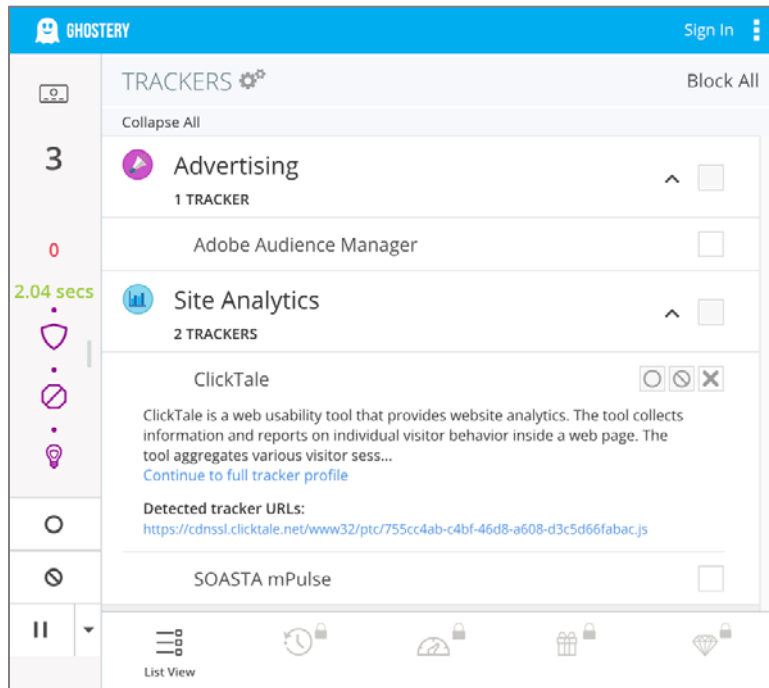 GHOSTERY
Sign In
TRACKERS
Block All
Collapse All
3
Advertising
1 TRACKER
0
Adobe Audience Manager
2.04 secs
Site Analytics
2 TRACKERS
ClickTale
ClickTale is a web usability tool that provides website analytics. The tool collects
information and reports on individual visitor behavior inside a web page. The
tool aggregates various visitor sess...
Continue to full tracker profile
Detected tracker URLs:
https://cdnssl.clicktale.net/www32/ptc/755cc4ab-c4bf-46d8-a608-d3c5d66fabac.js
SOASTA mPulse
List View